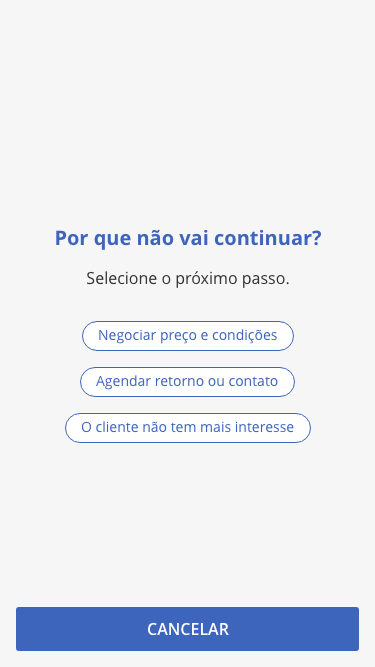 Por que não vai continuar?
Selecione o próximo passo.
Negociar preço e condições
Agendar retorno ou contato
O cliente não tem mais interesse
CANCELAR